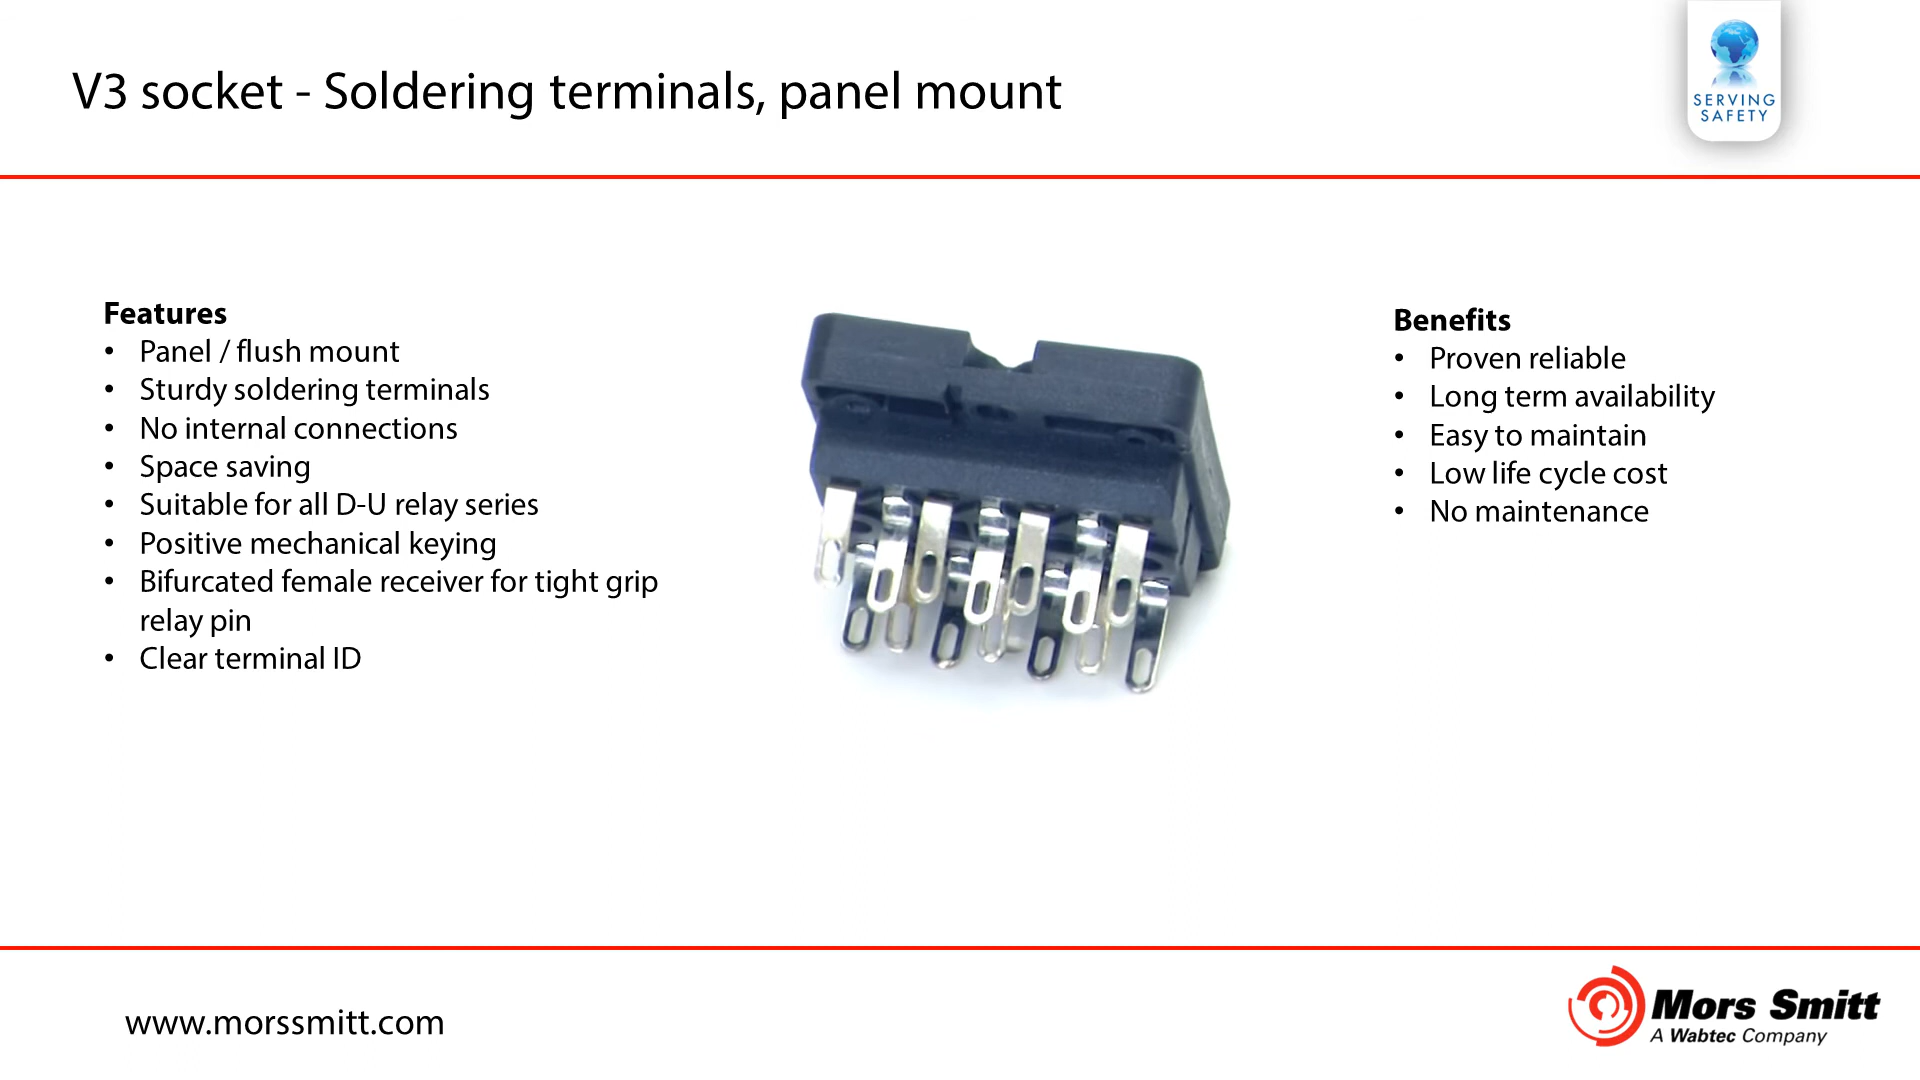 V3 socket - Soldering terminals, panel mount
SERVING
SAFETY
Features
• Panel / flush mount
• Sturdy soldering terminals
• No internal connections
• Space saving
• Suitable for all D-U relay series
• Positive mechanical keying
• Bifurcated female receiver for tight grip
relay pin
• Clear terminal ID
Benefits
• Proven reliable
• Long term availability
• Easy to maintain
• Low life cycle cost
• No maintenance
www.morssmitt.com
Mors Smitt
A Wabtec Company